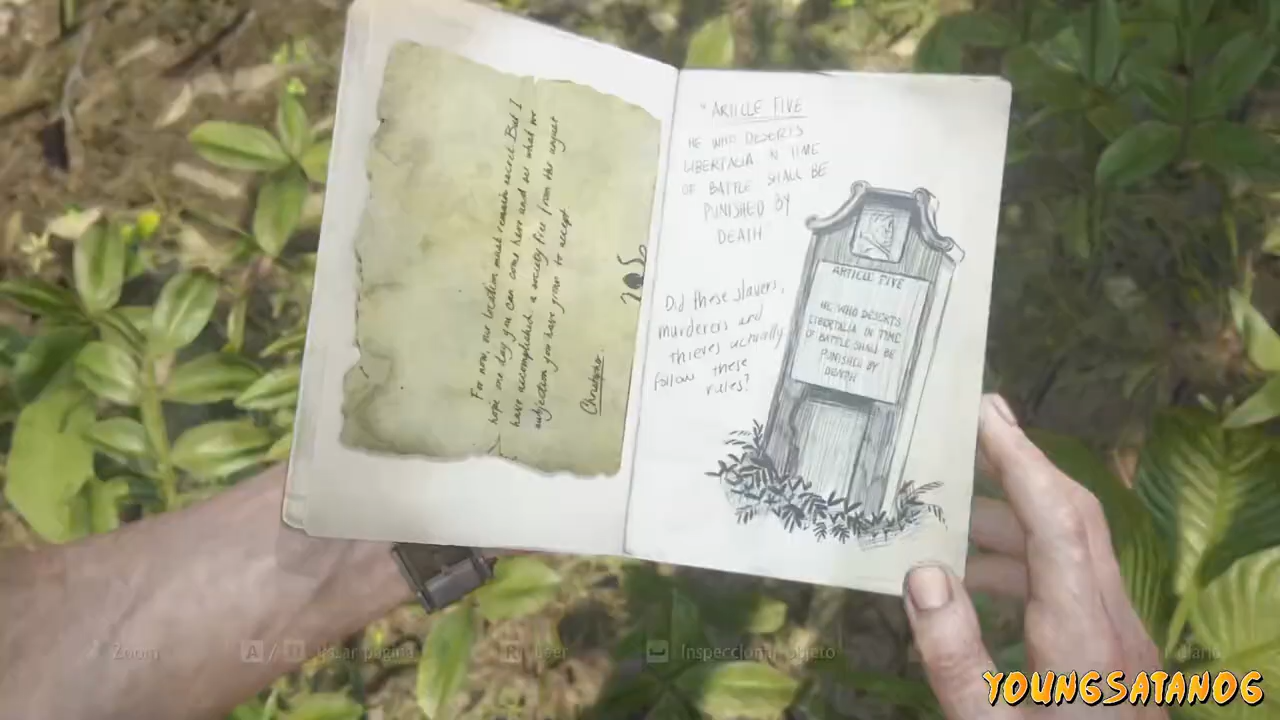 For now, our location must remain secret. But I
hope one day you can come here and see what we
have accomplished. a society free from the unjust
subjection you have grown to accept.
Christina.
205
"ARTICLE FIVE
HE WHO DESERTS
LIBERTALIA IN TIME
OF BATTLE SHALL BE
PUNISHED BY
DEATH"
Did these slavers,
murderers and
thieves actually
follow these
rules?
ARTICLE FIVE
HE WHO DESERTS
LIBERTALIA IN TIME
OF BATTLE SHALL BE
PUNISHED BY
DEATH
Zoom
A / D
página
R
Leer
Inspeccionar objeto
YOUNGSATANOG